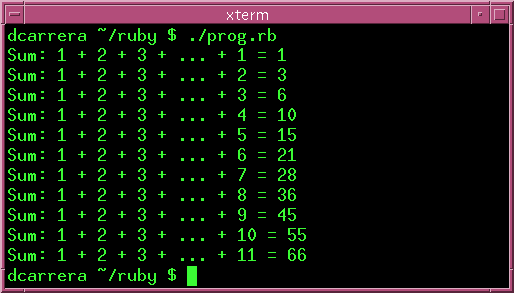 xterm
dcarrera ~/ruby $ ./prog.rb
Sum: 1 + 2 + 3 + ... + 1 = 1
Sum: 1 + 2 + 3 + ... + 2 = 3
Sum: 1 + 2 + 3 + ... + 3 = 6
Sum: 1 + 2 + 3 + ... + 4 = 10
Sum: 1 + 2 + 3 + ... + 5 = 15
Sum: 1 + 2 + 3 + ... + 6 = 21
Sum: 1 + 2 + 3 + ... + 7 = 28
Sum: 1 + 2 + 3 + ... + 8 = 36
Sum: 1 + 2 + 3 + ... + 9 = 45
Sum: 1 + 2 + 3 + ... + 10 = 55
Sum: 1 + 2 + 3 + ... + 11 = 66
dcarrera ~/ruby $